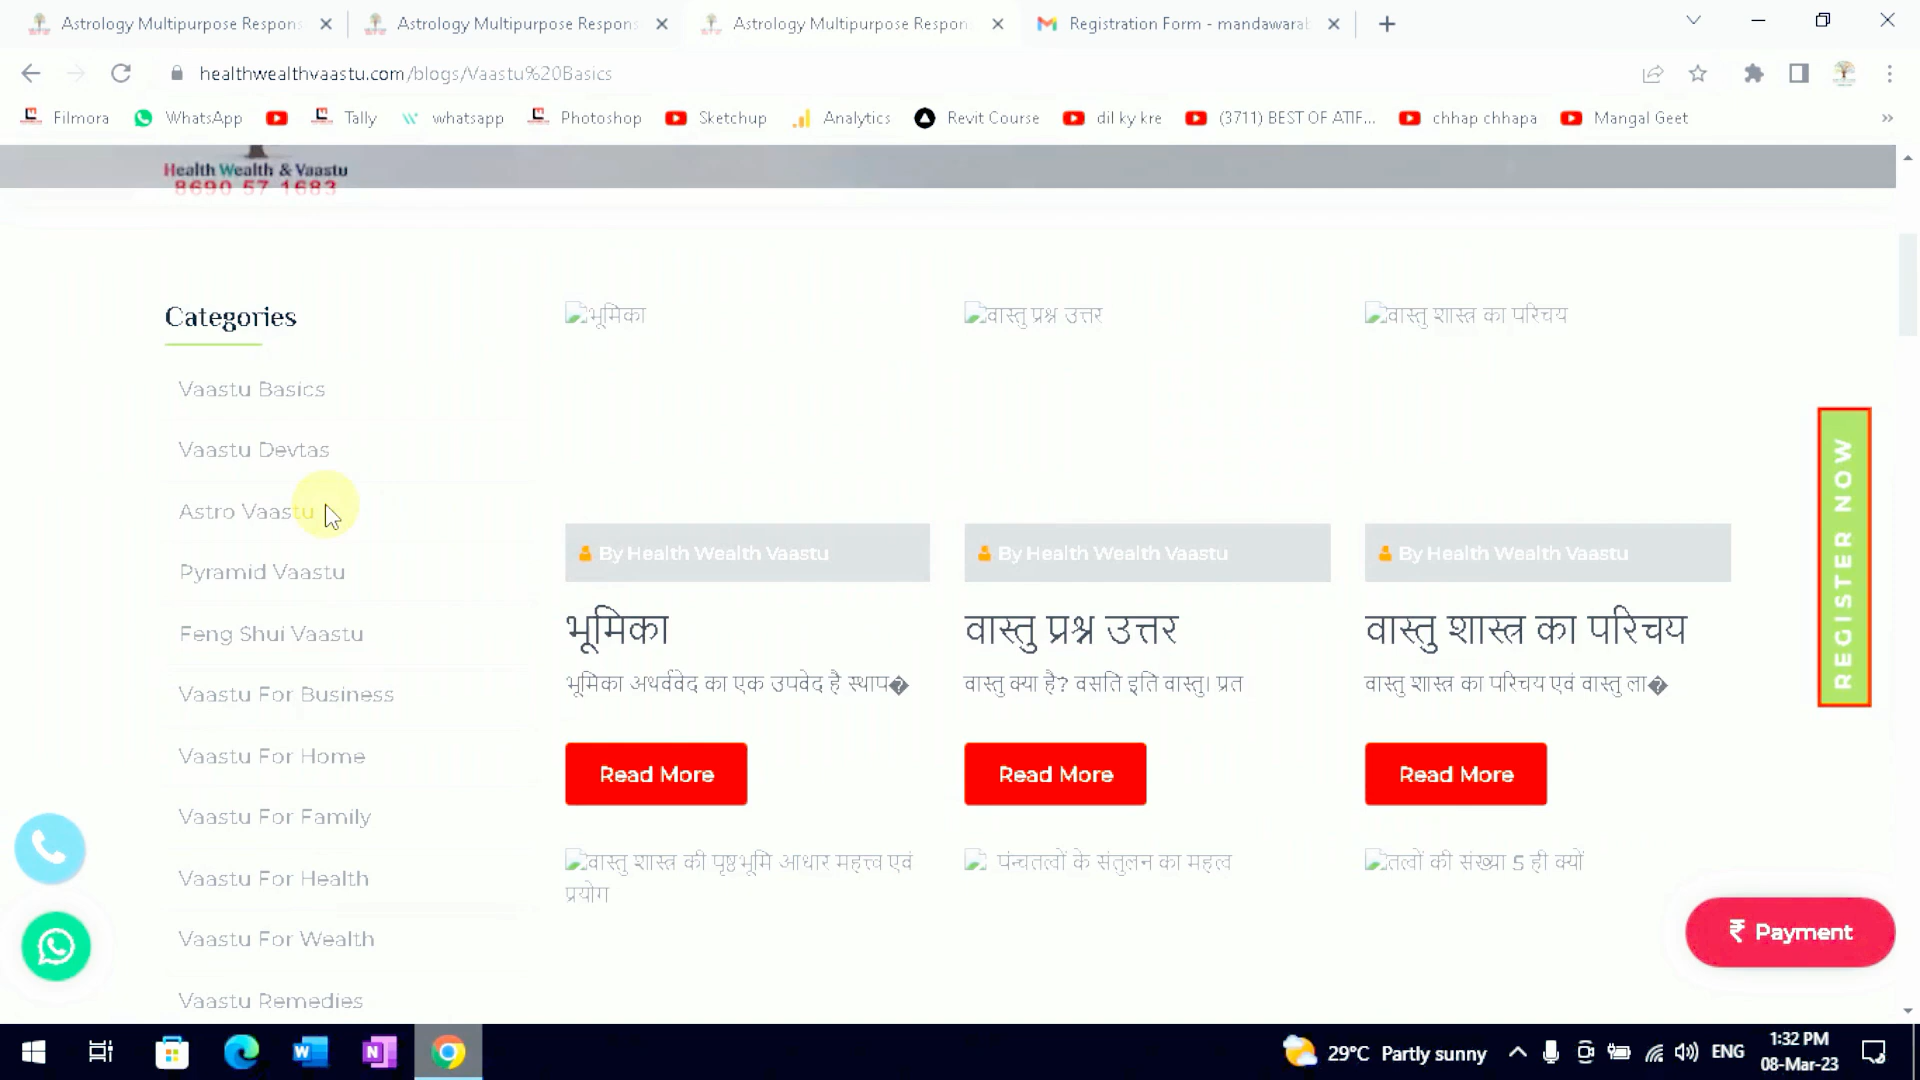 Astrology Multipurpose Respons
Astrology Multipurpose Respons
Astrology Multipurpose Respon
Registration Form - mandawarab
healthwealthvaastu.com/blogs/Vaastu%20Basics
Filmora
WhatsApp
Tally
whatsapp
Photoshop
Sketchup
Analytics
Revit Course
dil ky kre
(3711) BEST OF ATIF...
chhap chhapa
Mangal Geet
Health Wealth & Vaastu
8690 57 1683
Categories
Vaastu Basics
Vaastu Devtas
Astro Vaastu
Pyramid Vaastu
Feng Shui Vaastu
Vaastu For Business
Vaastu For Home
Vaastu For Family
Vaastu For Health
Vaastu For Wealth
Vaastu Remedies
भूमिका
वास्तु प्रश्न उत्तर
वास्तु शास्त्र का परिचय
By Health Wealth Vaastu
By Health Wealth Vaastu
By Health Wealth Vaastu
भूमिका
वास्तु प्रश्न उत्तर
वास्तु शास्त्र का परिचय
भूमिका अथर्ववेद का एक उपवेद है स्थाप�
वास्तु क्या है? वसति इति वास्तु। प्रत
वास्तु शास्त्र का परिचय एवं वास्तु ला�
Read More
Read More
Read More
वास्तु शास्त्र की पृष्ठभूमि आधार महत्त्व एवं
प्रयोग
पंन्चतत्वों के संतुलन का महत्व
तत्वों की संख्या 5 ही क्यों
REGISTER NOW
₹ Payment
29°C Partly sunny
ENG
1:32 PM
08-Mar-23